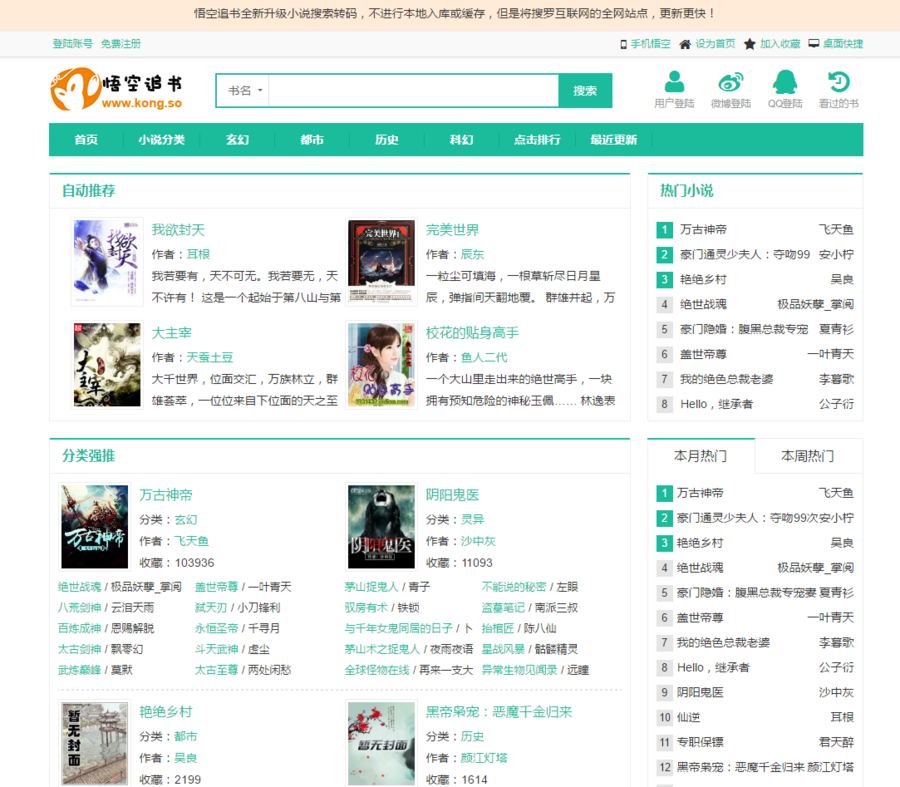 悟空追书全新升级小说搜索转码，不进行本地入库或缓存，但是将搜罗互联网的全网站点，更新更快！
登陆账号 免费注册
手机悟空 设为首页 加入收藏 桌面快捷
悟空追书
www.kong.so
书名 搜索
用户登陆 微博登陆 QQ登陆 看过的书
首页 小说分类 玄幻 都市 历史 科幻 点击排行 最近更新
自动推荐
我欲封天
作者：耳根
我若要有，天不可无。我若要无，天
不许有！ 这是一个起始于第八山与第
完美世界
作者：辰东
一粒尘可填海，一根草斩尽日月星
辰，弹指间天翻地覆。 群雄并起，万
大主宰
作者：天蚕土豆
大千世界，位面交汇，万族林立，群
雄荟萃，一位位来自下位面的天之至
校花的贴身高手
作者：鱼人二代
一个大山里走出来的绝世高手，一块
拥有预知危险的神秘玉佩…… 林逸表
热门小说
1 万古神帝 飞天鱼
2 豪门通灵少夫人：夺吻99 安小柠
3 艳绝乡村 吴良
4 绝世战魂 极品妖孽_掌阅
5 豪门隐婚：腹黑总裁专宠 夏青衫
6 盖世帝尊 一叶青天
7 我的绝色总裁老婆 李暮歌
8 Hello，继承者 公子衍
分类强推
万古神帝
分类：玄幻
作者：飞天鱼
收藏：103936
阴阳鬼医
分类：灵异
作者：沙中灰
收藏：11093
绝世战魂 / 极品妖孽_掌阅 盖世帝尊 / 一叶青天
八荒剑神 / 云泪天雨 弑天刃 / 小刀锋利
百炼成神 / 恩赐解脱 永恒圣帝 / 千寻月
太古剑神 / 飘零幻 斗天武神 / 虚尘
武炼巅峰 / 莫默 太古至尊 / 两处闲愁
茅山捉鬼人 / 青子 不能说的秘密 / 左眼
驭房有术 / 铁锁 盗墓笔记 / 南派三叔
与千年女鬼同居的日子 / 卜 抬棺匠 / 陈八仙
茅山术之捉鬼人 / 夜雨夜语 星战风暴 / 骷髅精灵
全球怪物在线 / 再来一支大 异常生物见闻录 / 远瞳
艳绝乡村
分类：都市
作者：吴良
收藏：2199
黑帝枭宠：恶魔千金归来
分类：历史
作者：颜江灯塔
收藏：1614
暂无封面
暂无封面
本月热门 本周热门
1 万古神帝 飞天鱼
2 豪门通灵少夫人：夺吻99次 安小柠
3 艳绝乡村 吴良
4 绝世战魂 极品妖孽_掌阅
5 豪门隐婚：腹黑总裁专宠妻 夏青衫
6 盖世帝尊 一叶青天
7 我的绝色总裁老婆 李暮歌
8 Hello，继承者 公子衍
9 阴阳鬼医 沙中灰
10 仙逆 耳根
11 专职保镖 君天醉
12 黑帝枭宠：恶魔千金归来 颜江灯塔